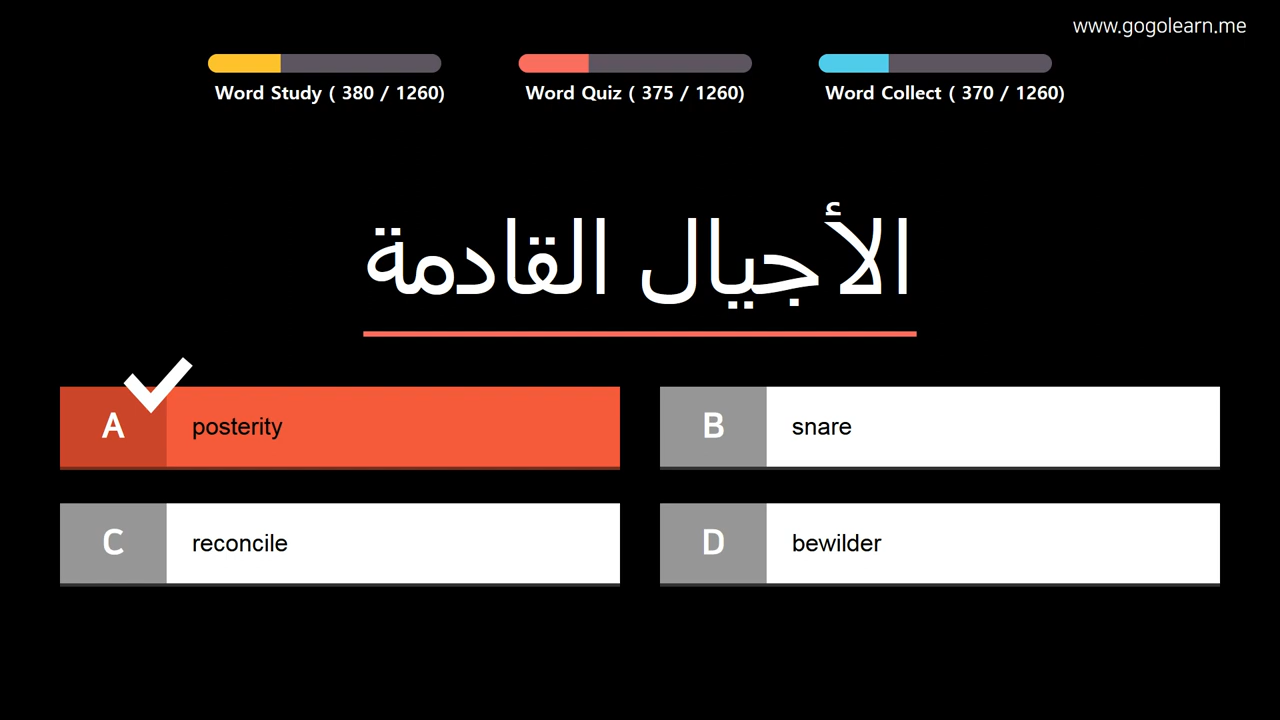 www.gogolearn.me
Word Study ( 380 / 1260)
Word Quiz ( 375 / 1260)
Word Collect ( 370 / 1260)
الأجيال القادمة
A posterity
B snare
C reconcile
D bewilder